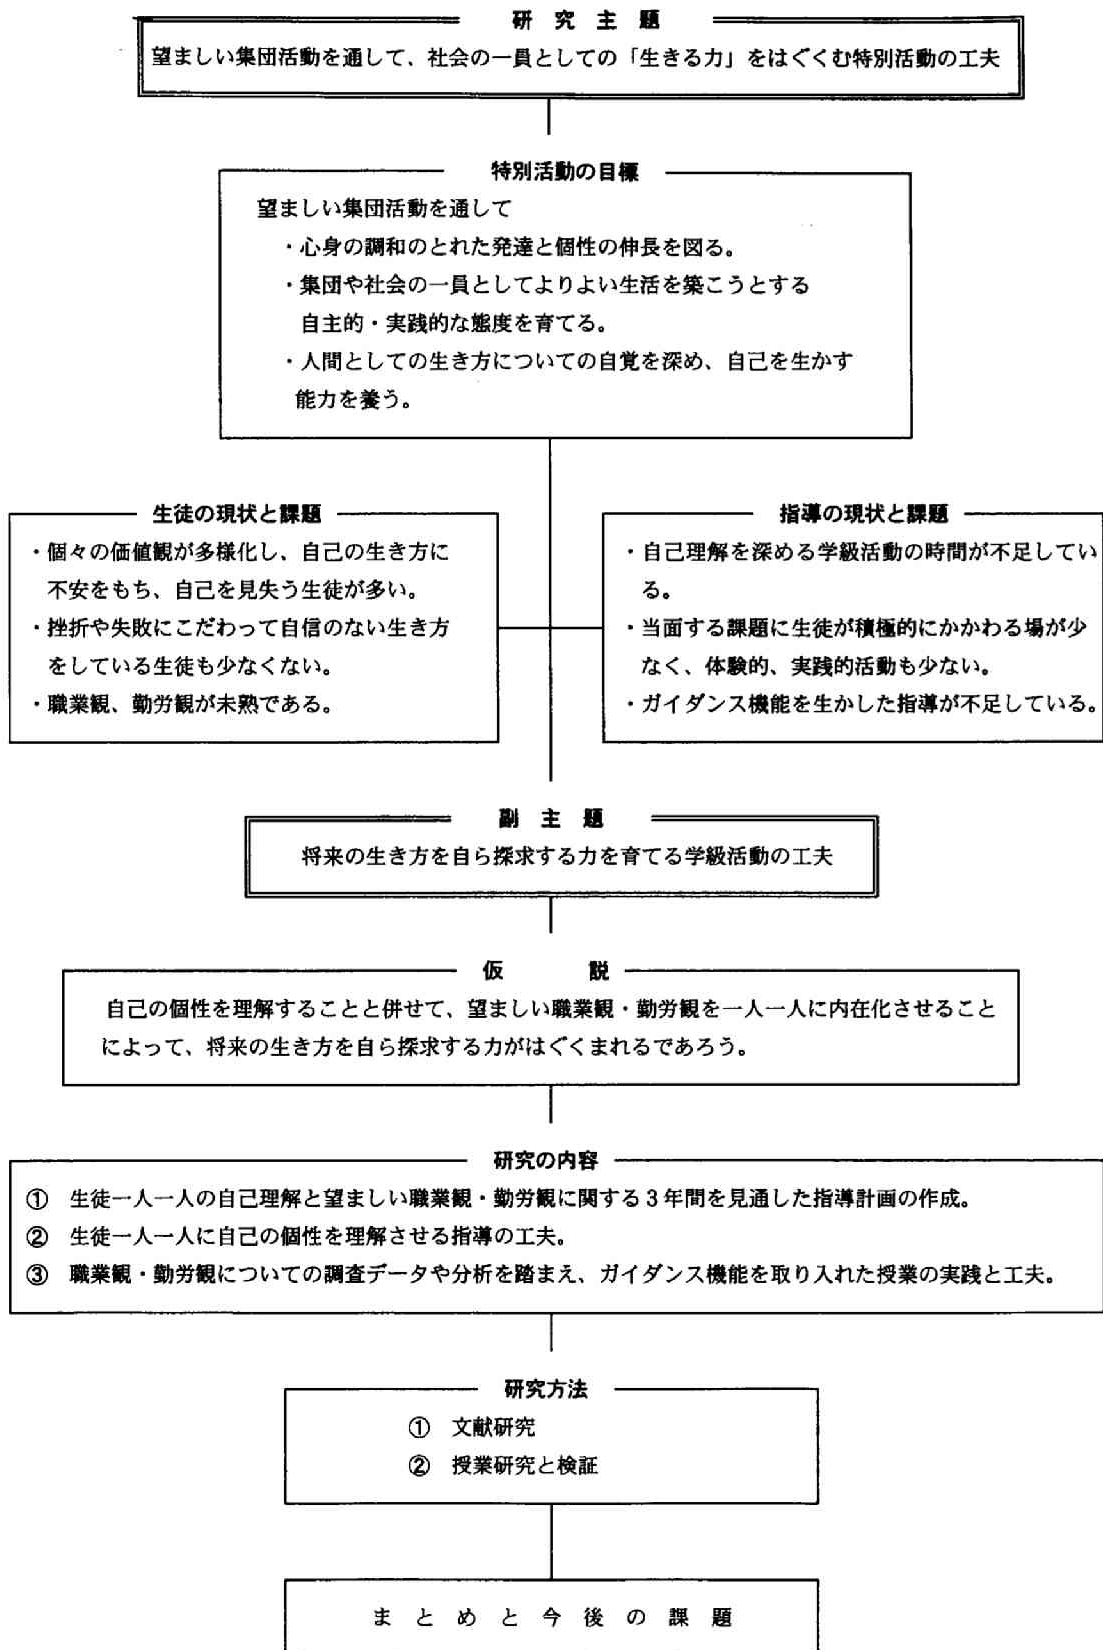 研究主題
望ましい集団活動を通して、社会の一員としての「生きる力」をはぐくむ特別活動の工夫
特別活動の目標
望ましい集団活動を通して
・心身の調和のとれた発達と個性の伸長を図る。
・集団や社会の一員としてよりよい生活を築こうとする
自主的・実践的な態度を育てる。
・人間としての生き方についての自覚を深め、自己を生かす
能力を養う。
生徒の現状と課題
・個々の価値観が多様化し、自己の生き方に
不安をもち、自己を見失う生徒が多い。
・挫折や失敗にこだわって自信のない生き方
をしている生徒も少なくない。
・職業観、勤労観が未熟である。
指導の現状と課題
・自己理解を深める学級活動の時間が不足してい
る。
・当面する課題に生徒が積極的にかかわる場が少
なく、体験的、実践的活動も少ない。
・ガイダンス機能を生かした指導が不足している。
副主題
将来の生き方を自ら探求する力を育てる学級活動の工夫
仮説
自己の個性を理解することと併せて、望ましい職業観・勤労観を一人一人に内在化させること
によって、将来の生き方を自ら探求する力がはぐくまれるであろう。
研究の内容
① 生徒一人一人の自己理解と望ましい職業観・勤労観に関する3年間を見通した指導計画の作成。
② 生徒一人一人に自己の個性を理解させる指導の工夫。
③ 職業観・勤労観についての調査データや分析を踏まえ、ガイダンス機能を取り入れた授業の実践と工夫。
研究方法
① 文献研究
② 授業研究と検証
まとめと今後の課題